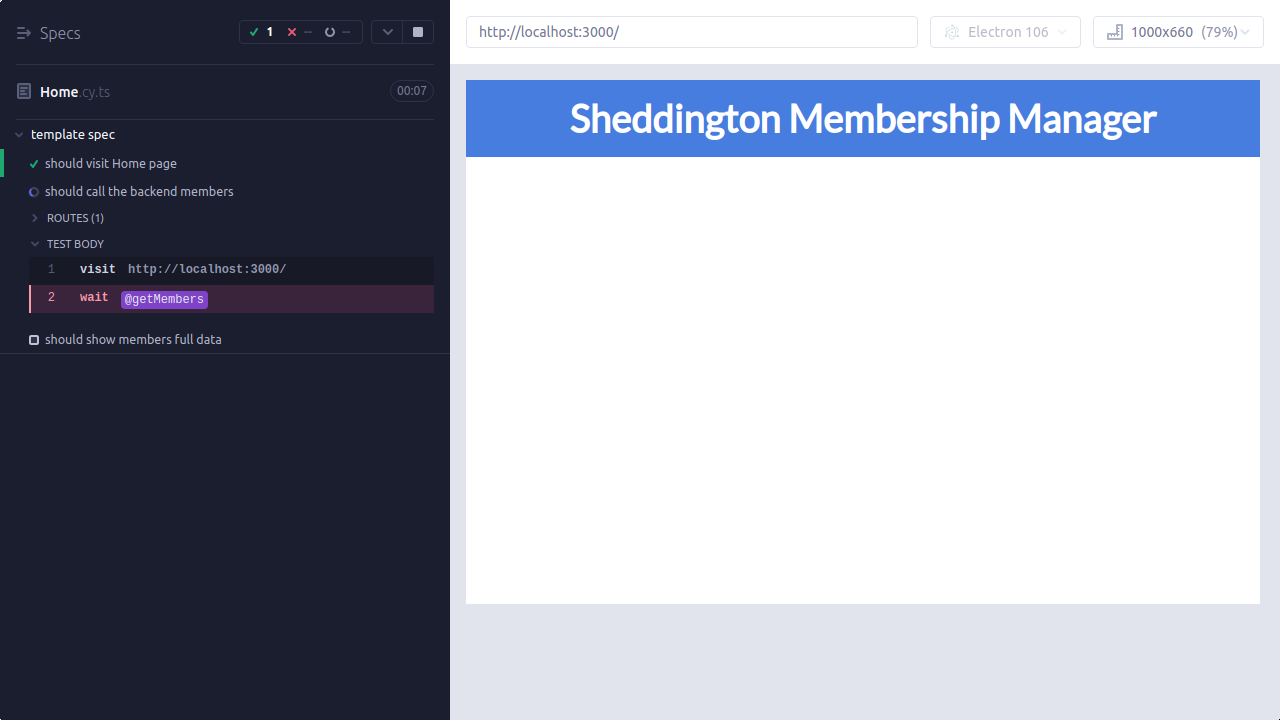 Specs
1
--
--
http://localhost:3000/
Electron 106
1000x660 (79%)
Home.cy.ts
00:07
template spec
should visit Home page
should call the backend members
ROUTES (1)
TEST BODY
1 visit http://localhost:3000/
2 wait @getMembers
should show members full data
Sheddington Membership Manager